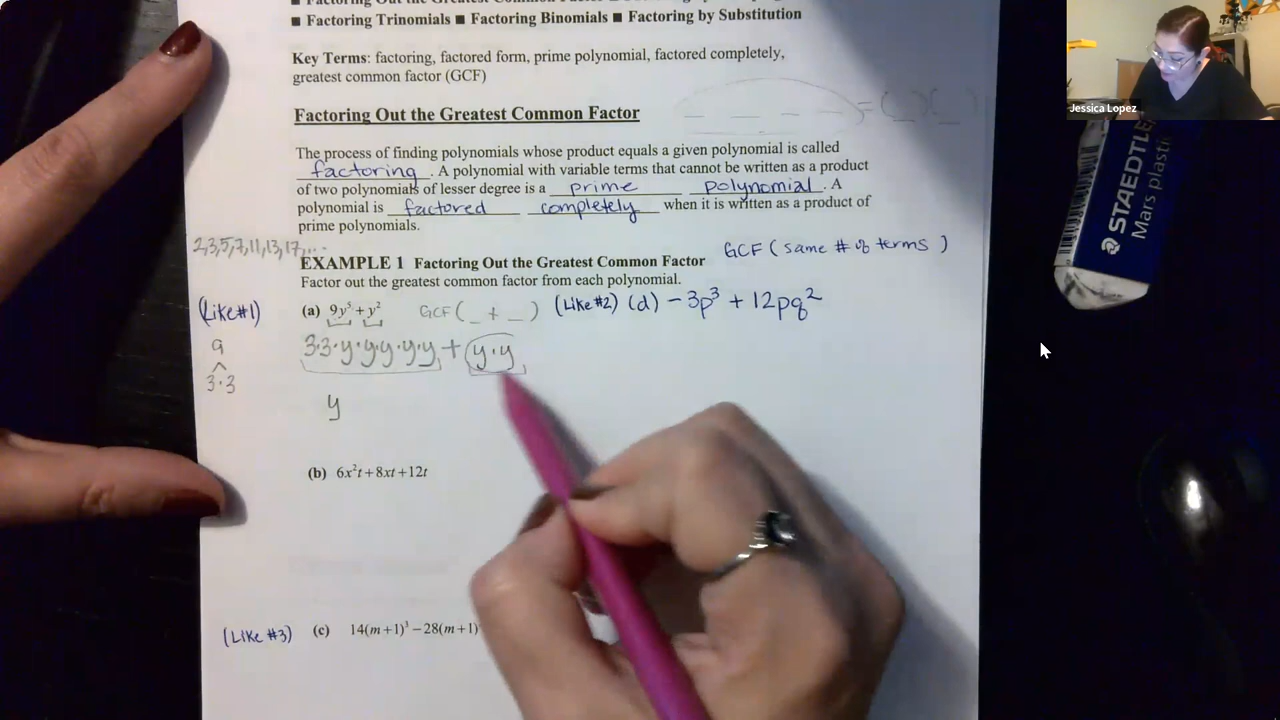 ■ Factoring Trinomials ■ Factoring Binomials ■ Factoring by Substitution
Key Terms: factoring, factored form, prime polynomial, factored completely,
greatest common factor (GCF)
Factoring Out the Greatest Common Factor
_ _ _ _ = (_)(_)
The process of finding polynomials whose product equals a given polynomial is called
factoring. A polynomial with variable terms that cannot be written as a product
of two polynomials of lesser degree is a prime polynomial. A
polynomial is factored completely when it is written as a product of
prime polynomials.
2,3,5,7,11,13,17,...
GCF (same # of terms)
EXAMPLE 1 Factoring Out the Greatest Common Factor
Factor out the greatest common factor from each polynomial.
(Like #1) (a) 9y⁵ + y² GCF(_ + _) (Like #2) (d) -3p³ + 12pq²
9
3·3
3·3·y·y·y·y·y + y·y
y
(b) 6x²t + 8xt + 12t
(Like #3) (c) 14(m+1)³ − 28(m+1)
Jessica Lopez
STAEDTLER
Mars plastic